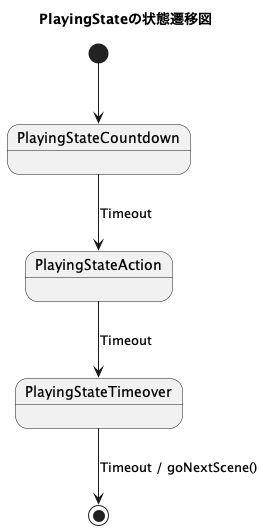 PlayingStateの状態遷移図
PlayingStateCountdown
Timeout
PlayingStateAction
Timeout
PlayingStateTimeover
Timeout / goNextScene()